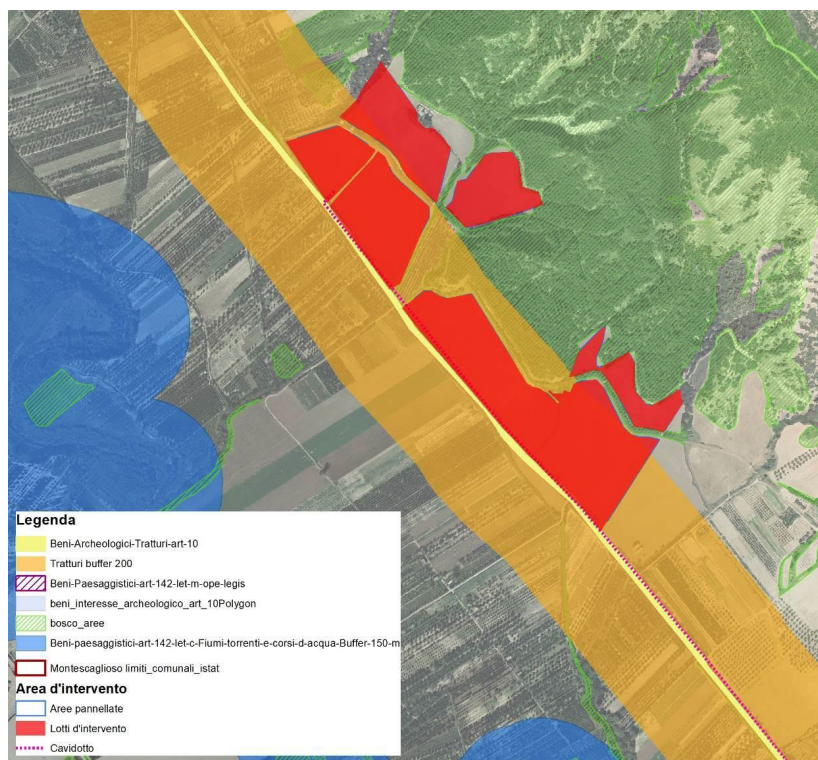 Legenda
Beni-Archeologici-Tratturi-art-10
Tratturi buffer 200
Beni-Paesaggistici-art-142-let-m-ope-legis
beni_interesse_archeologico_art_10Polygon
bosco_aree
Beni-paesaggistici-art-142-let-c-Fiumi-torrenti-e-corsi-d-acqua-Buffer-150-m
Montescaglioso limiti_comunali_istat
Area d'intervento
Aree pannellate
Lotti d'intervento
Cavidotto